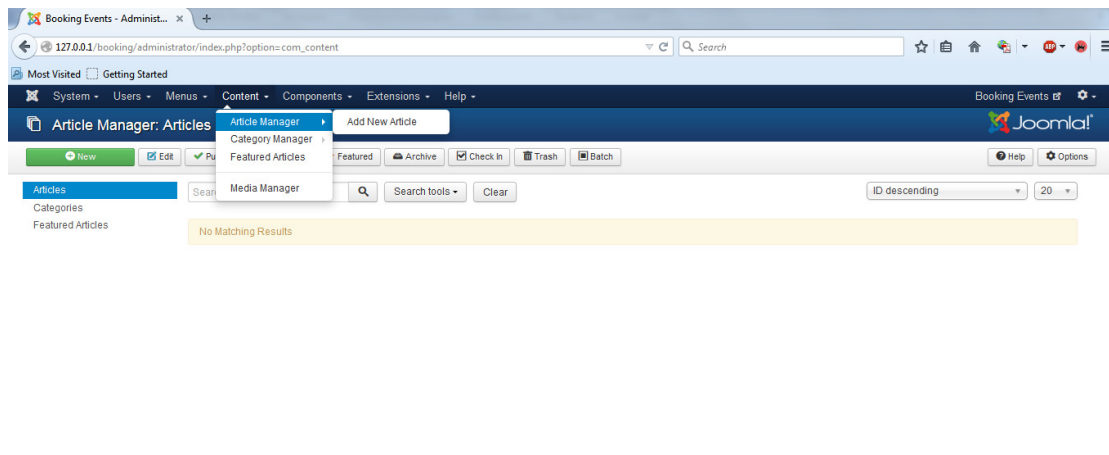 Booking Events - Administ...
127.0.0.1/booking/administrator/index.php?option=com_content
Search
Most Visited Getting Started
System Users Menus Content Components Extensions Help Booking Events
Article Manager: Articles
Joomla!
Article Manager Add New Article
Category Manager
Featured Articles
Media Manager
New Edit Pu Featured Archive Check In Trash Batch Help Options
Articles
Categories
Featured Articles
Sear Search tools Clear ID descending 20
No Matching Results